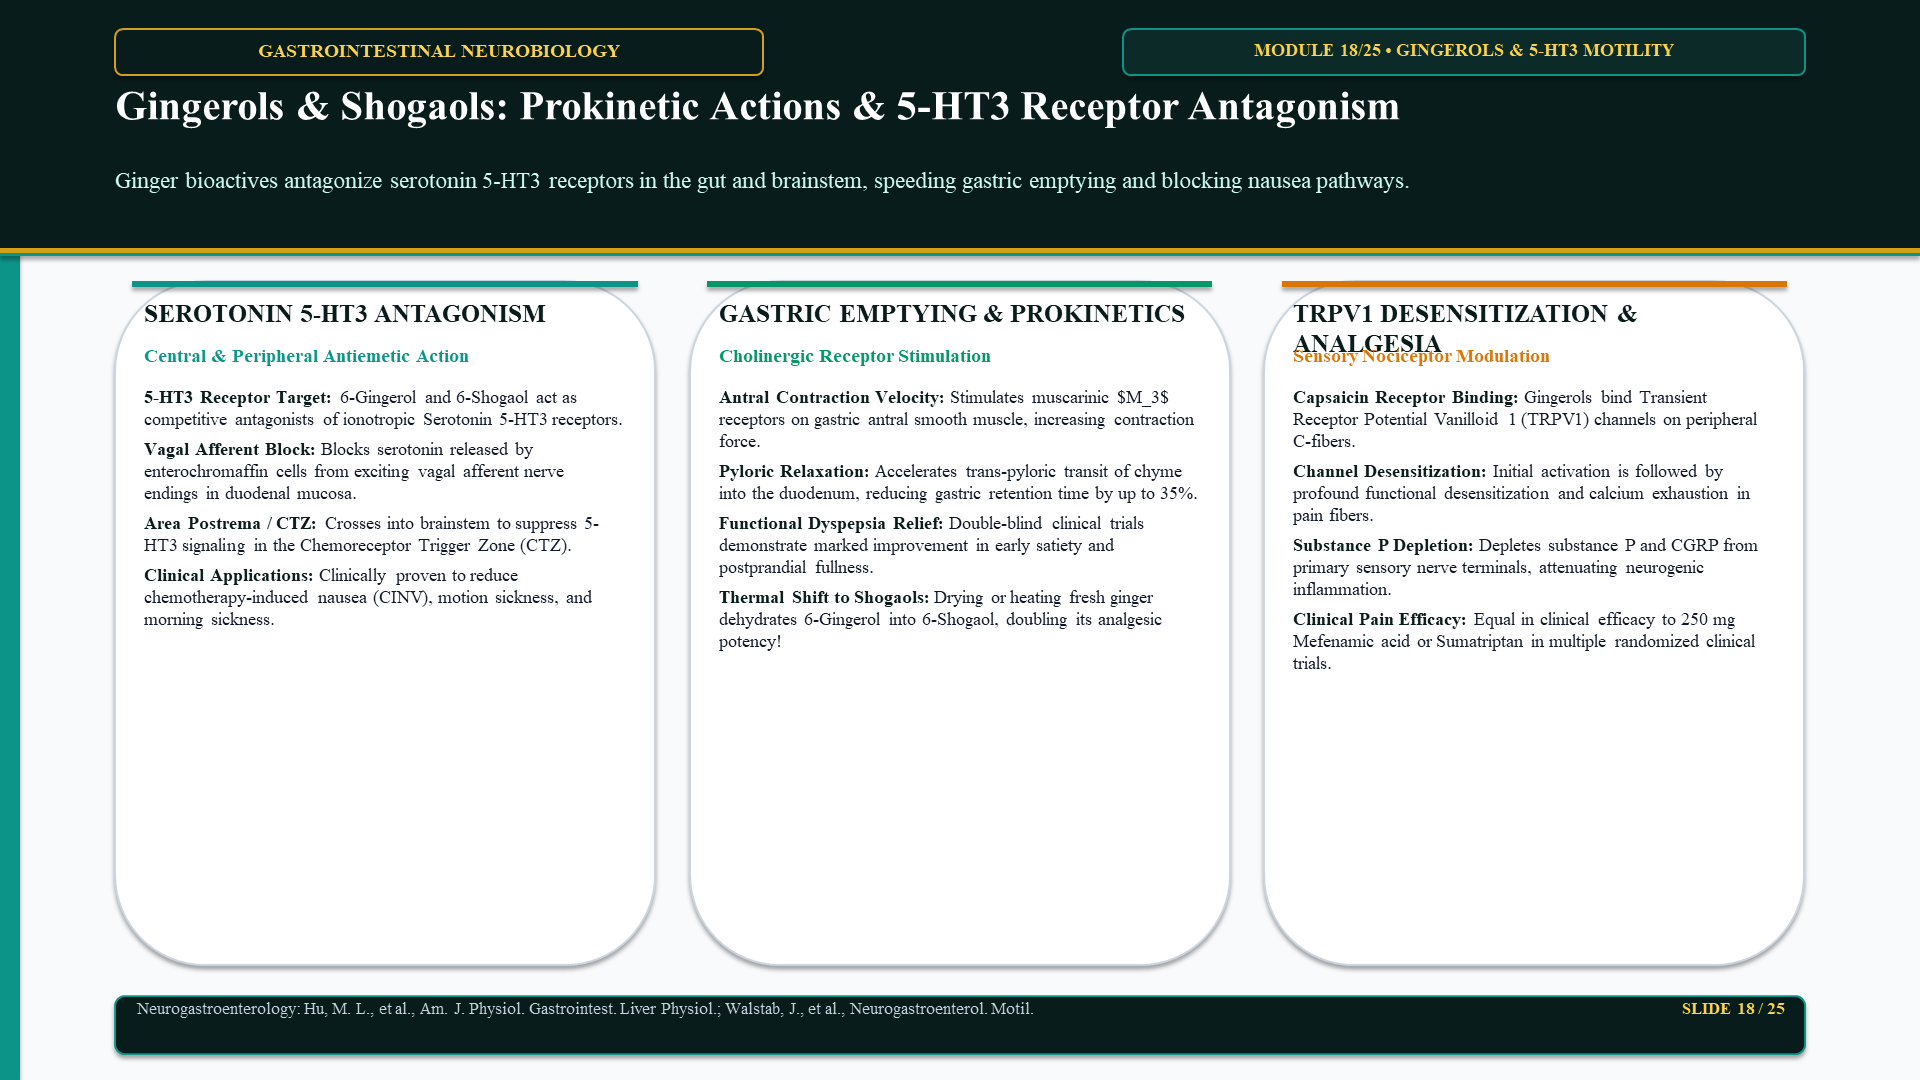 GASTROINTESTINAL NEUROBIOLOGY
MODULE 18/25 • GINGEROLS & 5-HT3 MOTILITY
Gingerols & Shogaols: Prokinetic Actions & 5-HT3 Receptor Antagonism
Ginger bioactives antagonize serotonin 5-HT3 receptors in the gut and brainstem, speeding gastric emptying and blocking nausea pathways.
SEROTONIN 5-HT3 ANTAGONISM
Central & Peripheral Antiemetic Action
5-HT3 Receptor Target: 6-Gingerol and 6-Shogaol act as
competitive antagonists of ionotropic Serotonin 5-HT3 receptors.
Vagal Afferent Block: Blocks serotonin released by
enterochromaffin cells from exciting vagal afferent nerve
endings in duodenal mucosa.
Area Postrema / CTZ: Crosses into brainstem to suppress 5-
HT3 signaling in the Chemoreceptor Trigger Zone (CTZ).
Clinical Applications: Clinically proven to reduce
chemotherapy-induced nausea (CINV), motion sickness, and
morning sickness.
GASTRIC EMPTYING & PROKINETICS
Cholinergic Receptor Stimulation
Antral Contraction Velocity: Stimulates muscarinic $M_3$
receptors on gastric antral smooth muscle, increasing contraction
force.
Pyloric Relaxation: Accelerates trans-pyloric transit of chyme
into the duodenum, reducing gastric retention time by up to 35%.
Functional Dyspepsia Relief: Double-blind clinical trials
demonstrate marked improvement in early satiety and
postprandial fullness.
Thermal Shift to Shogaols: Drying or heating fresh ginger
dehydrates 6-Gingerol into 6-Shogaol, doubling its analgesic
potency!
TRPV1 DESENSITIZATION &
ANALGESIA
Sensory Nociceptor Modulation
Capsaicin Receptor Binding: Gingerols bind Transient
Receptor Potential Vanilloid 1 (TRPV1) channels on peripheral
C-fibers.
Channel Desensitization: Initial activation is followed by
profound functional desensitization and calcium exhaustion in
pain fibers.
Substance P Depletion: Depletes substance P and CGRP from
primary sensory nerve terminals, attenuating neurogenic
inflammation.
Clinical Pain Efficacy: Equal in clinical efficacy to 250 mg
Mefenamic acid or Sumatriptan in multiple randomized clinical
trials.
Neurogastroenterology: Hu, M. L., et al., Am. J. Physiol. Gastrointest. Liver Physiol.; Walstab, J., et al., Neurogastroenterol. Motil.
SLIDE 18 / 25